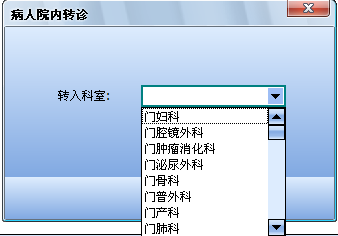 病人院内转诊
转入科室：
门妇科
门腔镜外科
门肿瘤消化科
门泌尿外科
门骨科
门普外科
门产科
门肺科